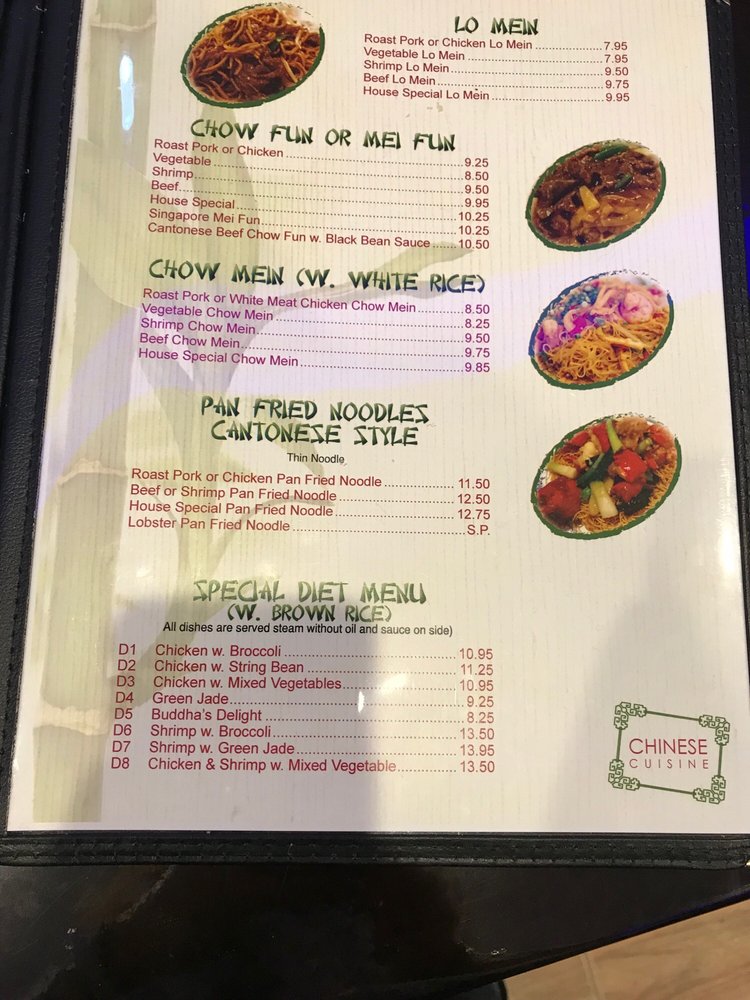 LO MEIN
Roast Pork or Chicken Lo Mein 7.95
Vegetable Lo Mein 7.95
Shrimp Lo Mein 9.50
Beef Lo Mein 9.75
House Special Lo Mein 9.95
CHOW FUN OR MEI FUN
Roast Pork or Chicken 9.25
Vegetable 8.50
Shrimp 9.50
Beef 9.95
House Special 10.25
Singapore Mei Fun 10.25
Cantonese Beef Chow Fun w. Black Bean Sauce 10.50
CHOW MEIN (W. WHITE RICE)
Roast Pork or White Meat Chicken Chow Mein 8.50
Vegetable Chow Mein 8.25
Shrimp Chow Mein 9.50
Beef Chow Mein 9.75
House Special Chow Mein 9.85
PAN FRIED NOODLES
CANTONESE STYLE
Thin Noodle
Roast Pork or Chicken Pan Fried Noodle 11.50
Beef or Shrimp Pan Fried Noodle 12.50
House Special Pan Fried Noodle 12.75
Lobster Pan Fried Noodle S.P.
SPECIAL DIET MENU
(W. BROWN RICE)
All dishes are served steam without oil and sauce on side)
D1 Chicken w. Broccoli 10.95
D2 Chicken w. String Bean 11.25
D3 Chicken w. Mixed Vegetables 10.95
D4 Green Jade 9.25
D5 Buddha's Delight 8.25
D6 Shrimp w. Broccoli 13.50
D7 Shrimp w. Green Jade 13.95
D8 Chicken & Shrimp w. Mixed Vegetable 13.50
CHINESE
CUISINE